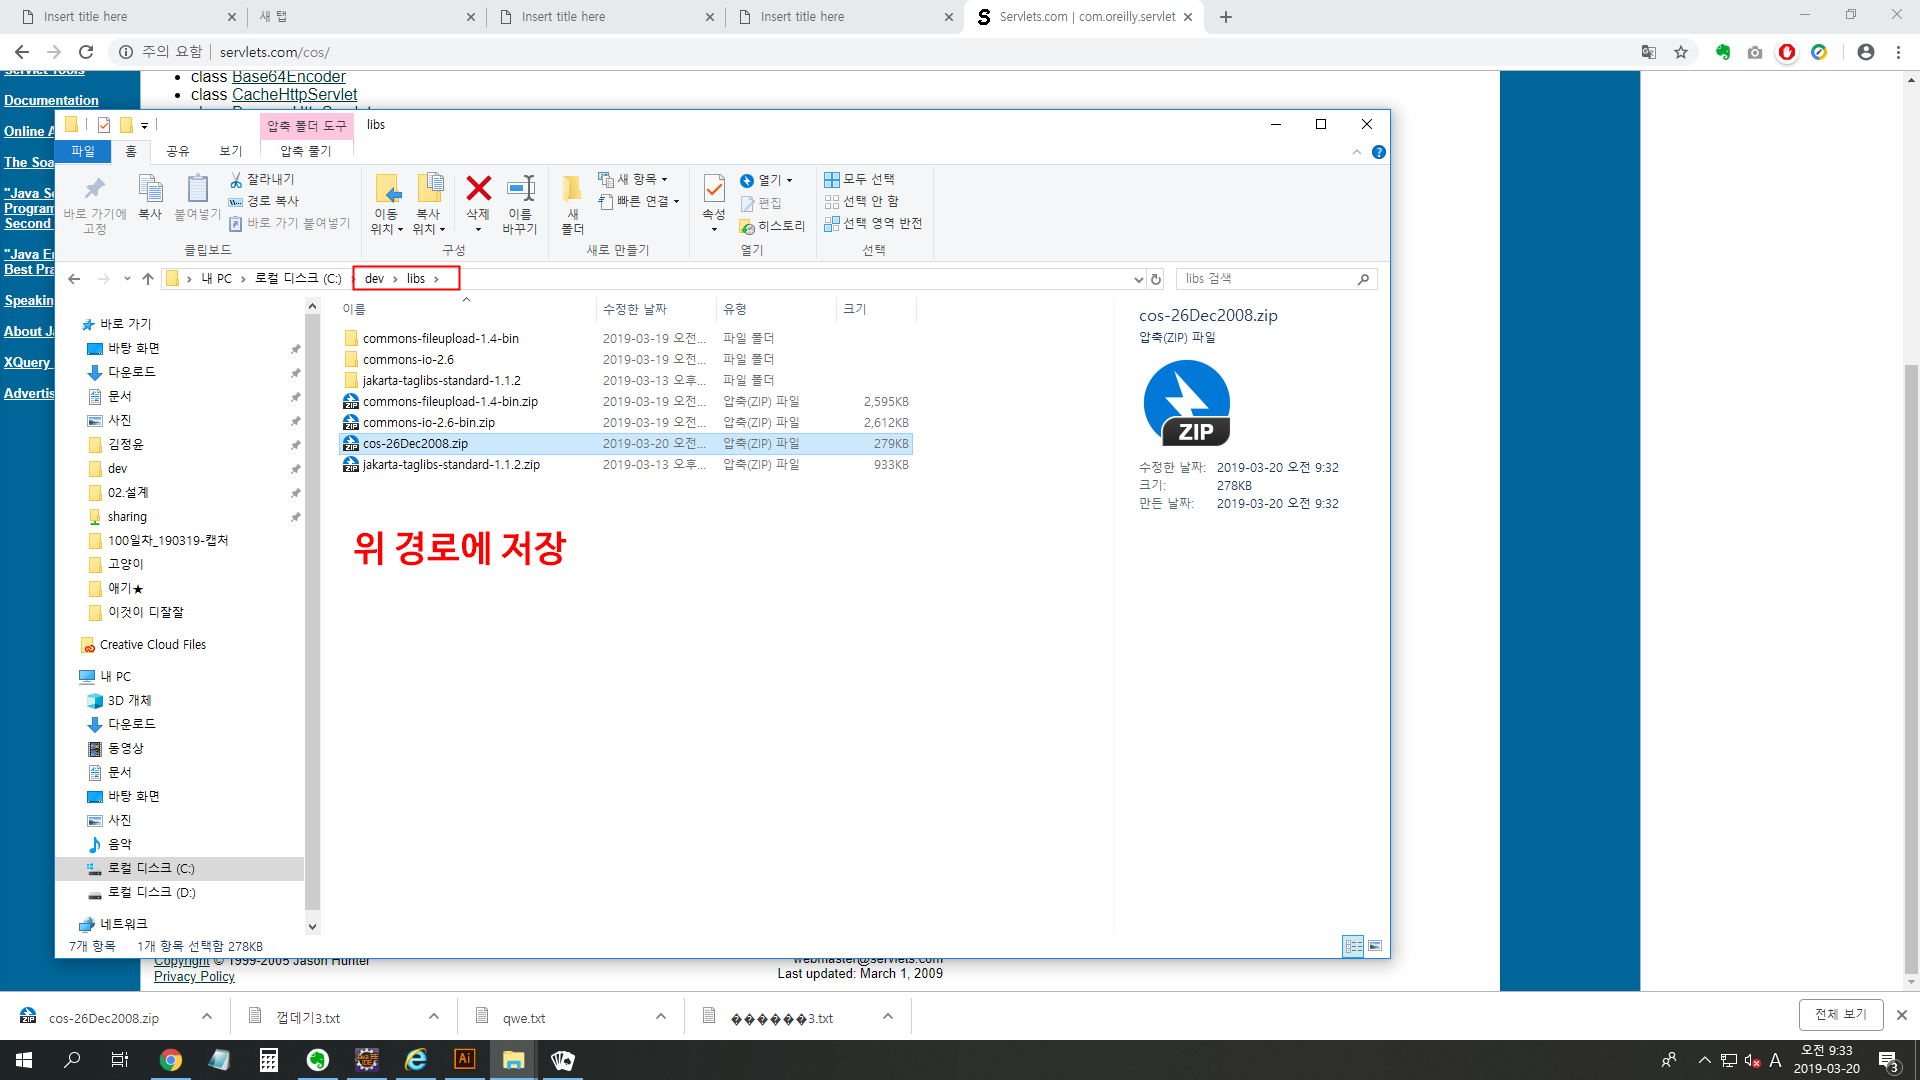 Insert title here
새 탭
Insert title here
Insert title here
Servlets.com | com.oreilly.servlet
주의 요함
servlets.com/cos/
Servlet Tools
class Base64Encoder
Documentation
class CacheHttpServlet
Online A
The Soa
"Java Se
Program
Second
"Java En
Best Pra
Speaking
About Ja
XQuery
Advertis
압축 폴더 도구
libs
파일
홈
공유
보기
압축 풀기
바로 가기에
고정
복사
붙여넣기
잘라내기
경로 복사
바로 가기 붙여넣기
클립보드
이동
위치
복사
위치
삭제
이름
바꾸기
구성
새
폴더
새 항목
빠른 연결
새로 만들기
속성
열기
편집
히스토리
열기
모두 선택
선택 안 함
선택 영역 반전
선택
내 PC
로컬 디스크 (C:)
dev
libs
libs 검색
바로 가기
바탕 화면
다운로드
문서
사진
김정윤
dev
02.설계
sharing
100일차_190319-캡처
고양이
애기★
이것이 디잘잘
Creative Cloud Files
내 PC
3D 개체
다운로드
동영상
문서
바탕 화면
사진
음악
로컬 디스크 (C:)
로컬 디스크 (D:)
네트워크
이름 수정한 날짜 유형 크기
commons-fileupload-1.4-bin 2019-03-19 오전... 파일 폴더
commons-io-2.6 2019-03-19 오전... 파일 폴더
jakarta-taglibs-standard-1.1.2 2019-03-13 오후... 파일 폴더
commons-fileupload-1.4-bin.zip 2019-03-19 오전... 압축(ZIP) 파일 2,595KB
commons-io-2.6-bin.zip 2019-03-19 오전... 압축(ZIP) 파일 2,612KB
cos-26Dec2008.zip 2019-03-20 오전... 압축(ZIP) 파일 279KB
jakarta-taglibs-standard-1.1.2.zip 2019-03-13 오후... 압축(ZIP) 파일 933KB
위 경로에 저장
cos-26Dec2008.zip
압축(ZIP) 파일
ZIP
수정한 날짜: 2019-03-20 오전 9:32
크기: 278KB
만든 날짜: 2019-03-20 오전 9:32
7개 항목
1개 항목 선택함 278KB
Copyright © 1999-2005 Jason Hunter
webmaster@servlets.com
Privacy Policy
Last updated: March 1, 2009
cos-26Dec2008.zip
껍데기3.txt
qwe.txt
������3.txt
전체 보기
Ai
A
오전 9:33
2019-03-20
3